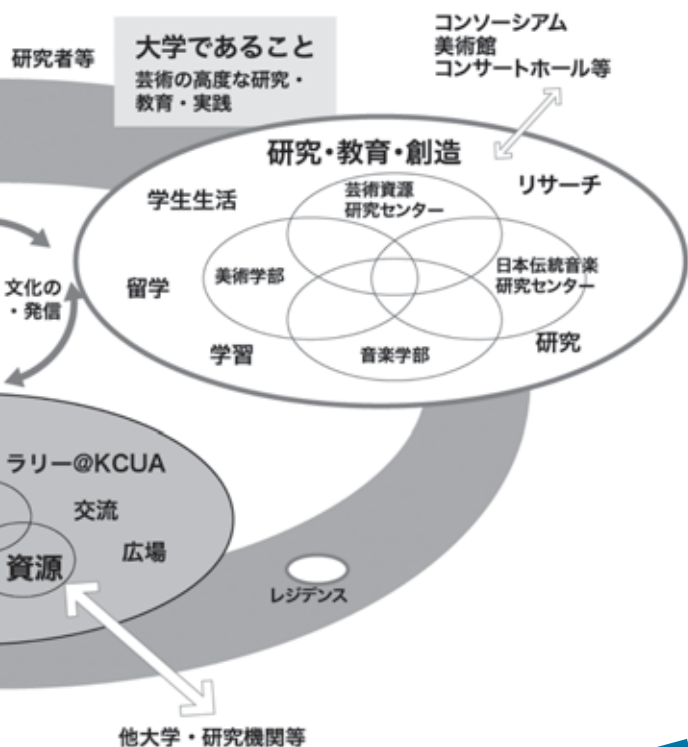 研究者等
大学であること
芸術の高度な研究・
教育・実践
コンソーシアム
美術館
コンサートホール等
研究・教育・創造
学生生活
芸術資源
研究センター
リサーチ
文化の
・発信
留学
美術学部
日本伝統音楽
研究センター
学習
音楽学部
研究
ラリー@KCUA
交流
広場
資源
レジデンス
他大学・研究機関等